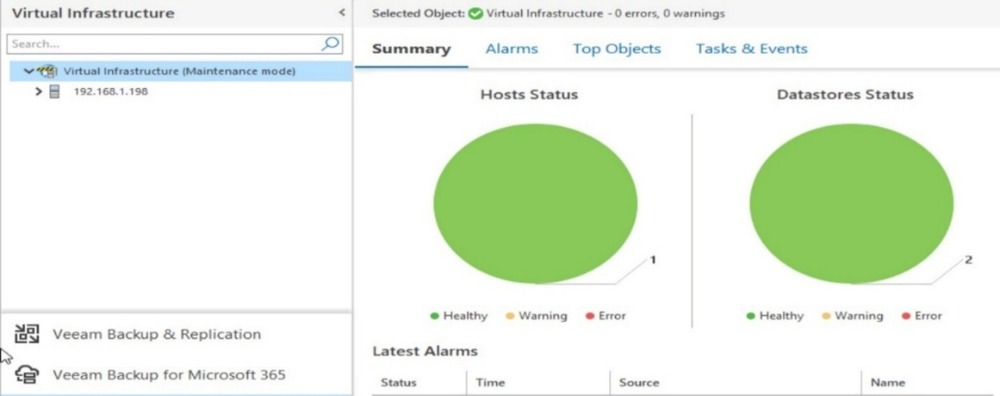 Virtual Infrastructure <
Search...
Virtual Infrastructure (Maintenance mode)
192.168.1.198
Veeam Backup & Replication
Veeam Backup for Microsoft 365
Selected Object: Virtual Infrastructure - 0 errors, 0 warnings
Summary Alarms Top Objects Tasks & Events
Hosts Status
1
Healthy Warning Error
Datastores Status
2
Healthy Warning Error
Latest Alarms
Status Time Source Name